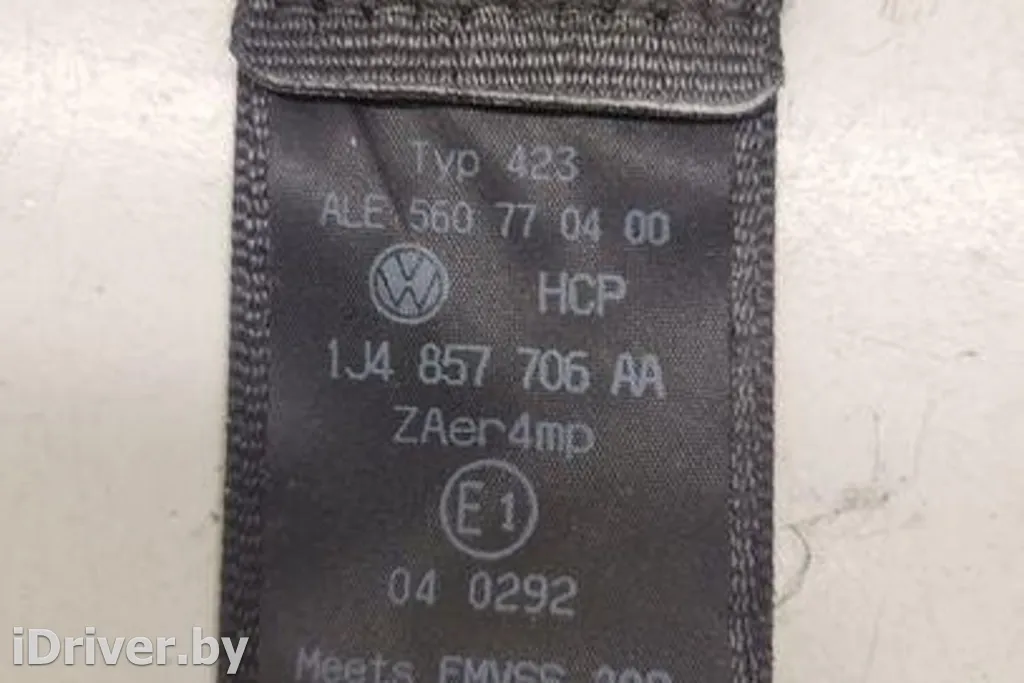 Typ 423
ALE 560 77 04 00
VW HCP
1J4 857 706 AA
ZAer4mp
E1
04 0292
Meets FMVSS
iDriver.by